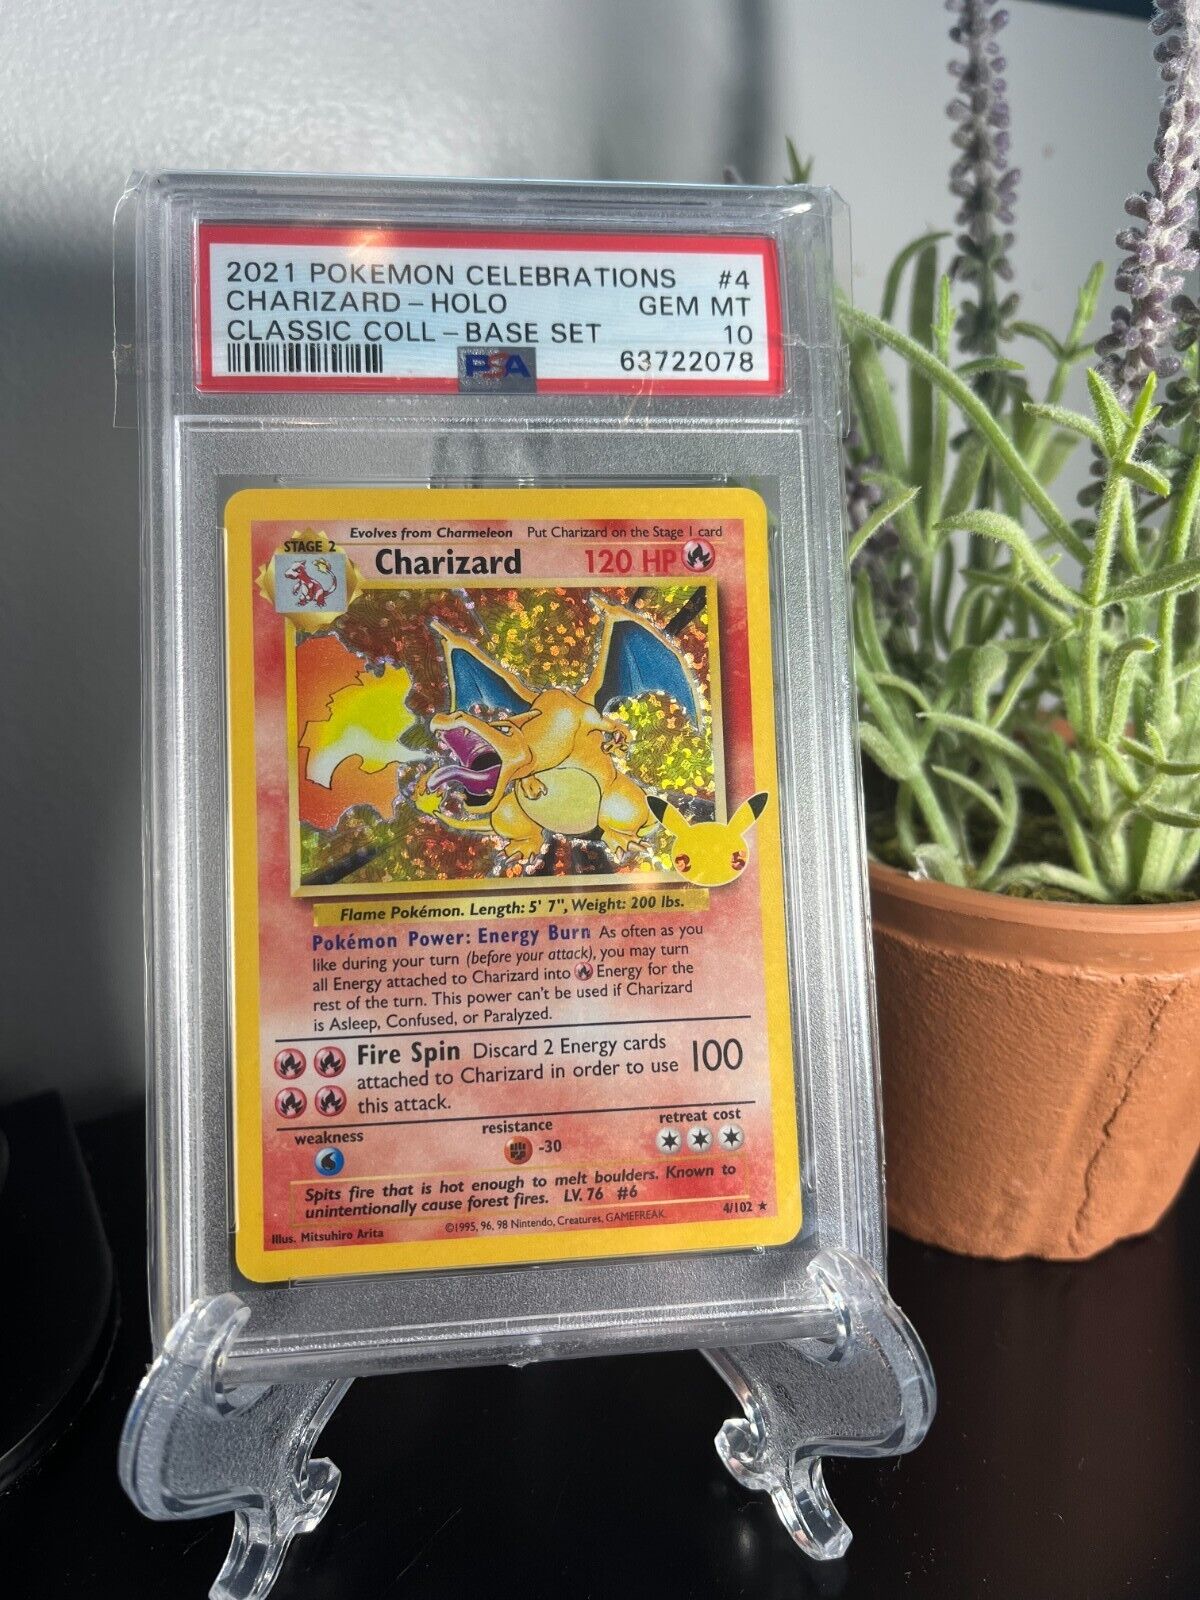 2021 POKEMON CELEBRATIONS #4
CHARIZARD – HOLO GEM MT
CLASSIC COLL – BASE SET 10
PSA 63722078
Evolves from Charmeleon Put Charizard on the Stage 1 card
STAGE 2
Charizard 120 HP
25
Flame Pokémon. Length: 5' 7", Weight: 200 lbs.
Pokémon Power: Energy Burn As often as you
like during your turn (before your attack), you may turn
all Energy attached to Charizard into Energy for the
rest of the turn. This power can't be used if Charizard
is Asleep, Confused, or Paralyzed.
Fire Spin Discard 2 Energy cards
attached to Charizard in order to use 100
this attack.
weakness resistance retreat cost
-30
Spits fire that is hot enough to melt boulders. Known to
unintentionally cause forest fires. LV. 76 #6
Illus. Mitsuhiro Arita ©1995, 96, 98 Nintendo, Creatures, GAMEFREAK. 4/102 ★